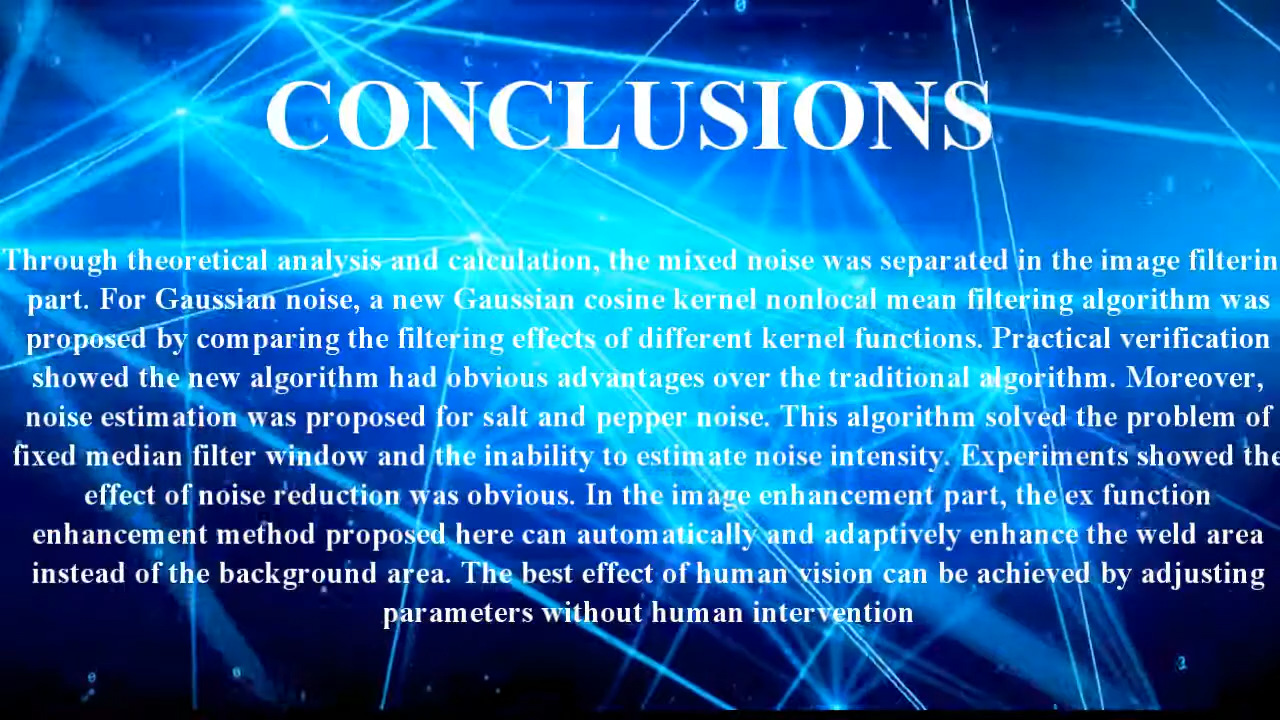 CONCLUSIONS
Through theoretical analysis and calculation, the mixed noise was separated in the image filterin
part. For Gaussian noise, a new Gaussian cosine kernel nonlocal mean filtering algorithm was
proposed by comparing the filtering effects of different kernel functions. Practical verification
showed the new algorithm had obvious advantages over the traditional algorithm. Moreover,
noise estimation was proposed for salt and pepper noise. This algorithm solved the problem of
fixed median filter window and the inability to estimate noise intensity. Experiments showed the
effect of noise reduction was obvious. In the image enhancement part, the ex function
enhancement method proposed here can automatically and adaptively enhance the weld area
instead of the background area. The best effect of human vision can be achieved by adjusting
parameters without human intervention